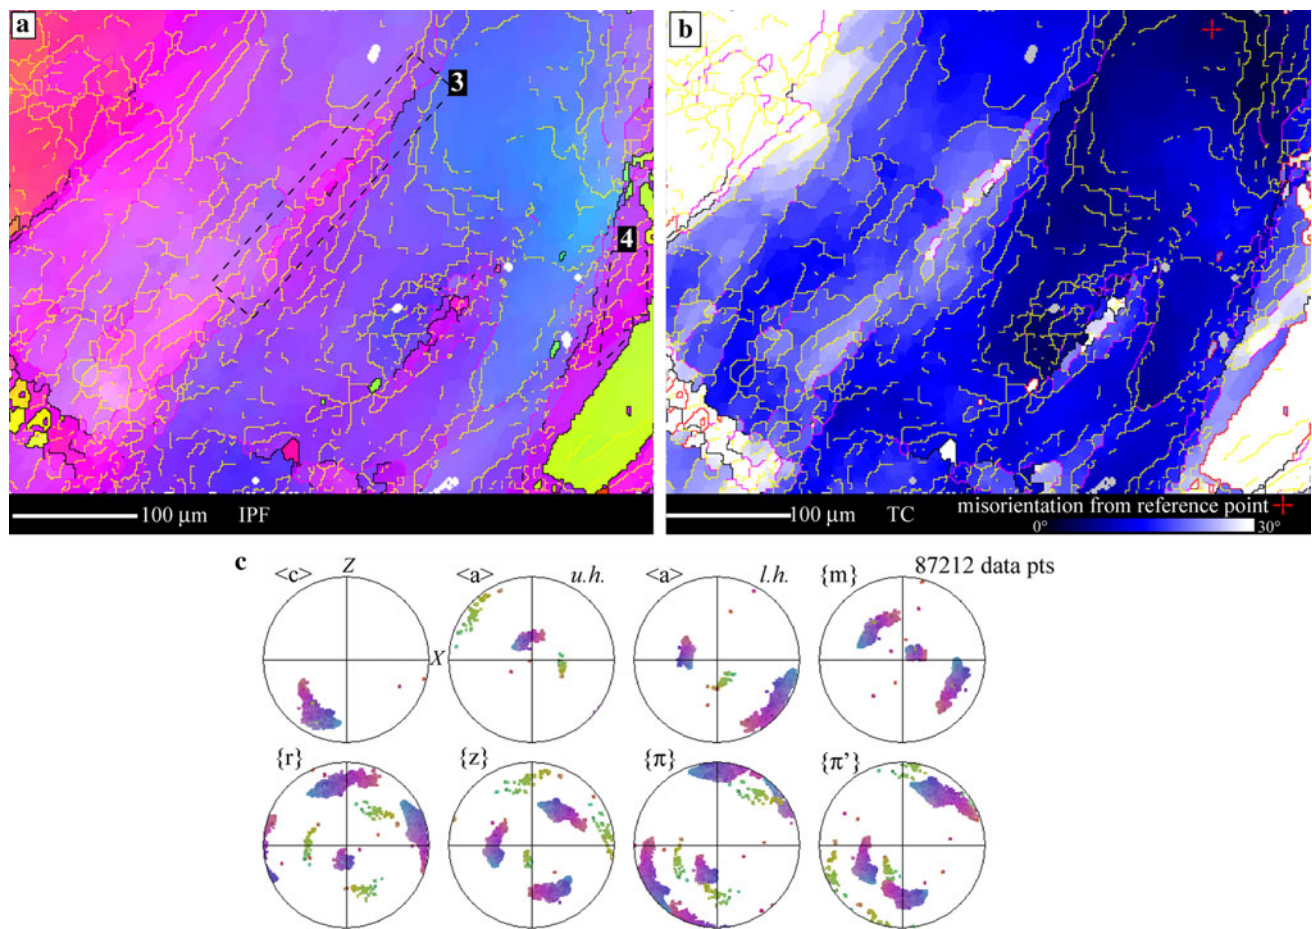 a
b
3
4
100 µm IPF
100 µm TC
misorientation from reference point
0° 30°
c
<c> Z <a> u.h. <a> l.h. {m} 87212 data pts
X
{r} {z} {π} {π’}